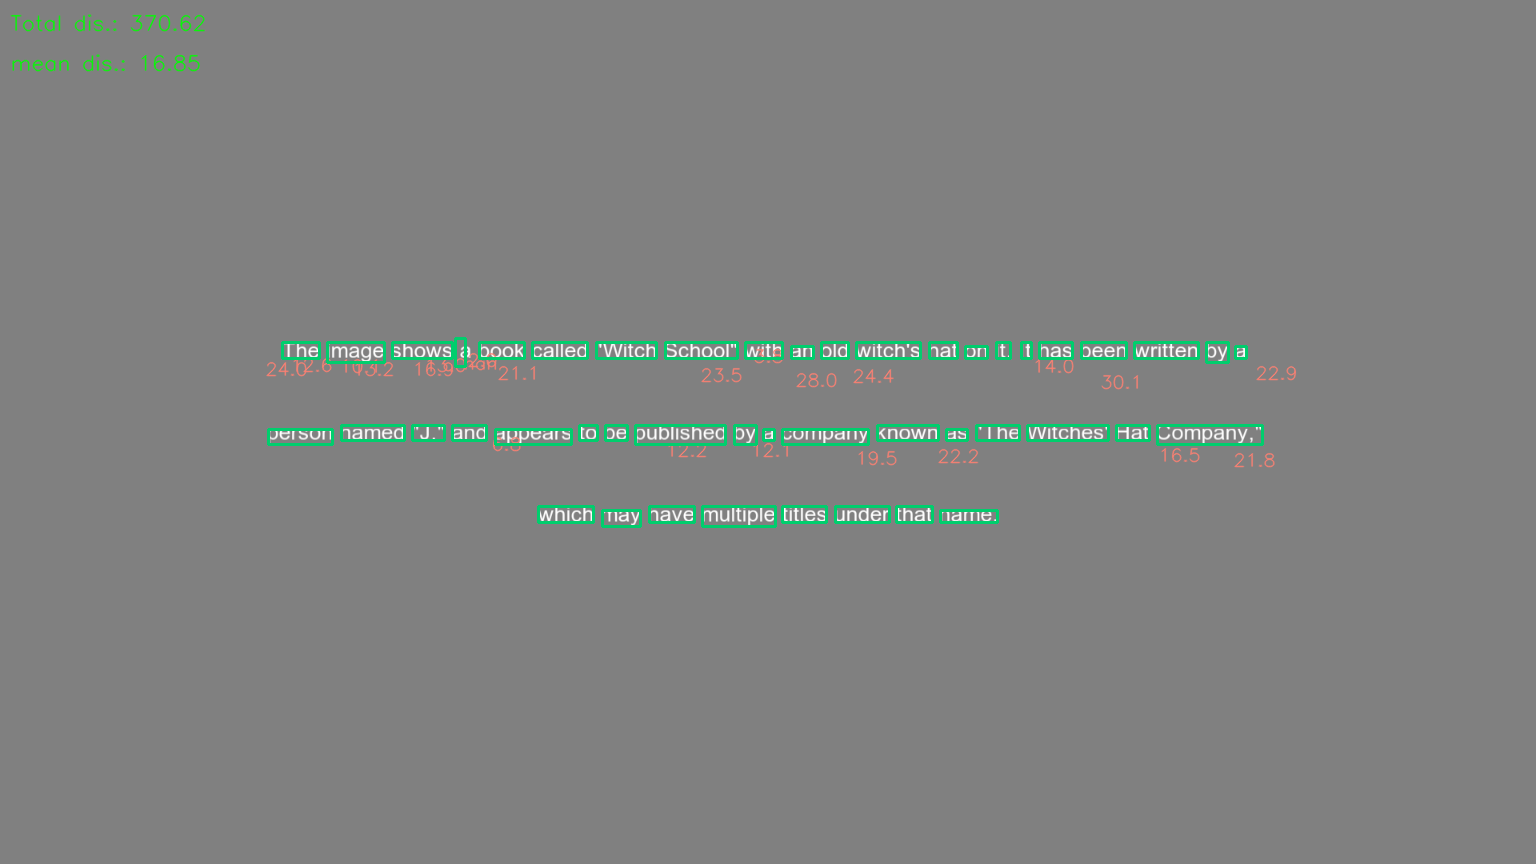 Total dis.: 370.62
mean dis.: 16.85
The image shows a book called "Witch School" with an old witch's hat on it. It has been written by a
24.0 12.6 13.2 16.9 21.1 23.5 28.0 24.4 14.0 30.1 22.9
person named "J." and appears to be published by a company known as "The Witches' Hat Company,"
12.2 12.1 19.5 22.2 16.5 21.8
which may have multiple titles under that name.